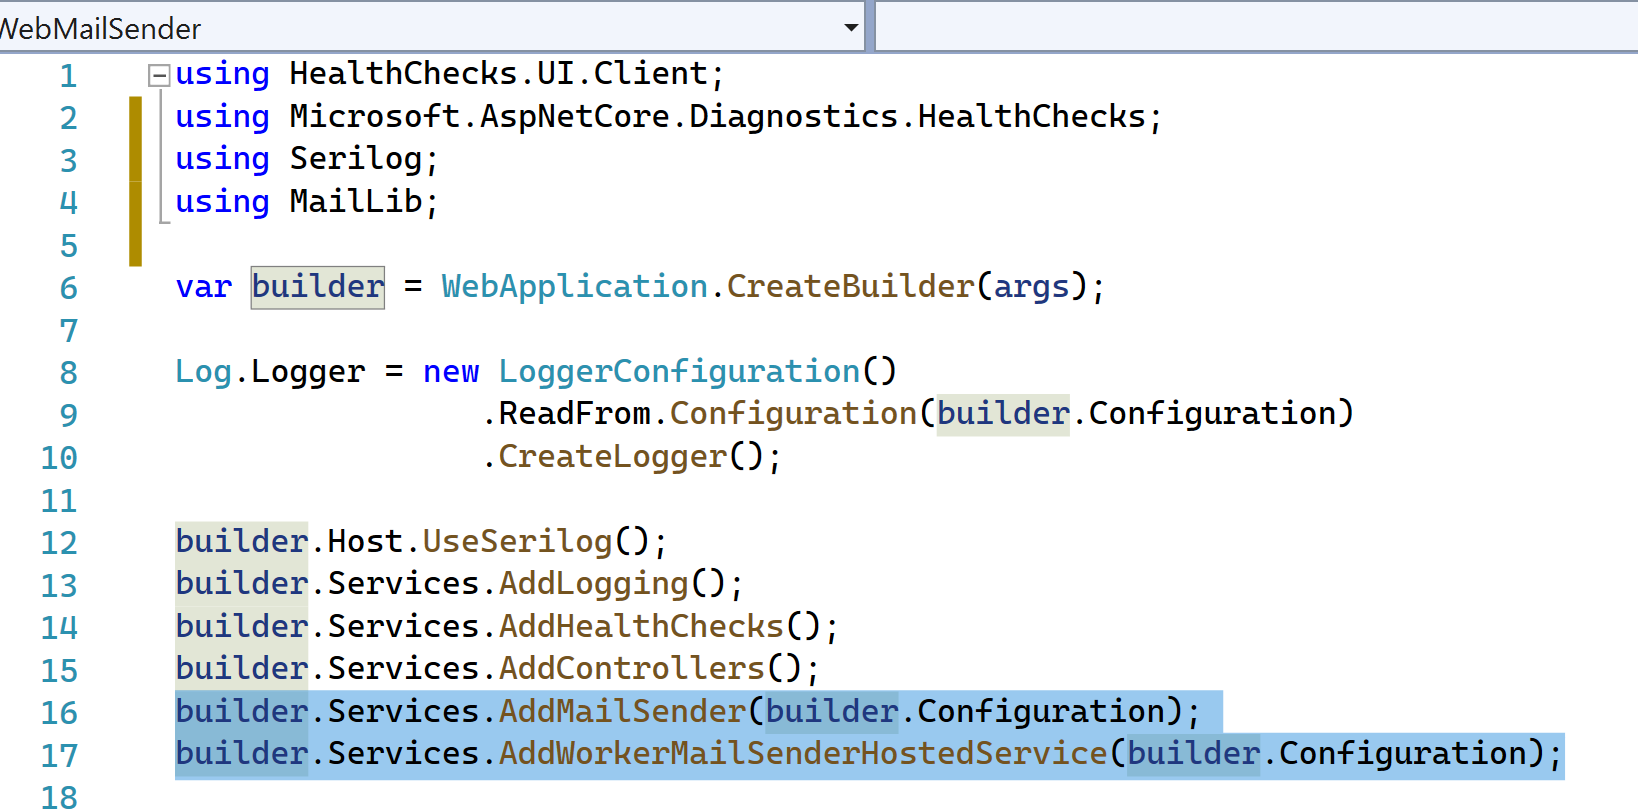 WebMailSender
1 using HealthChecks.UI.Client;
2 using Microsoft.AspNetCore.Diagnostics.HealthChecks;
3 using Serilog;
4 using MailLib;
5
6 var builder = WebApplication.CreateBuilder(args);
7
8 Log.Logger = new LoggerConfiguration()
9 .ReadFrom.Configuration(builder.Configuration)
10 .CreateLogger();
11
12 builder.Host.UseSerilog();
13 builder.Services.AddLogging();
14 builder.Services.AddHealthChecks();
15 builder.Services.AddControllers();
16 builder.Services.AddMailSender(builder.Configuration);
17 builder.Services.AddWorkerMailSenderHostedService(builder.Configuration);
18